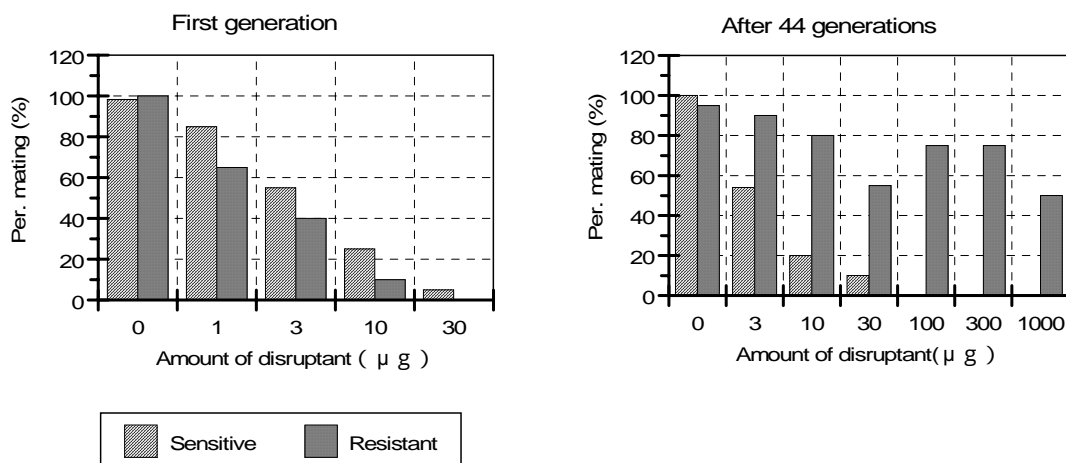 First generation
120
100
80
60
40
20
0
Per. mating (%)
0 1 3 10 30
Amount of disruptant ( μ g )
After 44 generations
120
100
80
60
40
20
0
Per. mating (%)
0 3 10 30 100 300 1000
Amount of disruptant(μ g )
Sensitive Resistant